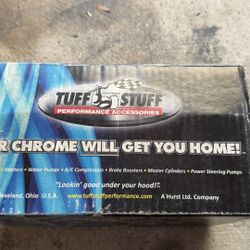 TUFF STUFF
PERFORMANCE ACCESSORIES
R CHROME WILL GET YOU HOME!
• Starters • Water Pumps • A/C Compressors • Brake Boosters • Master Cylinders • Power Steering Pumps
"Lookin' good under your hood!"
Cleveland, Ohio U.S.A. www.tuffstuffperformance.com A Hurst Ltd. Company